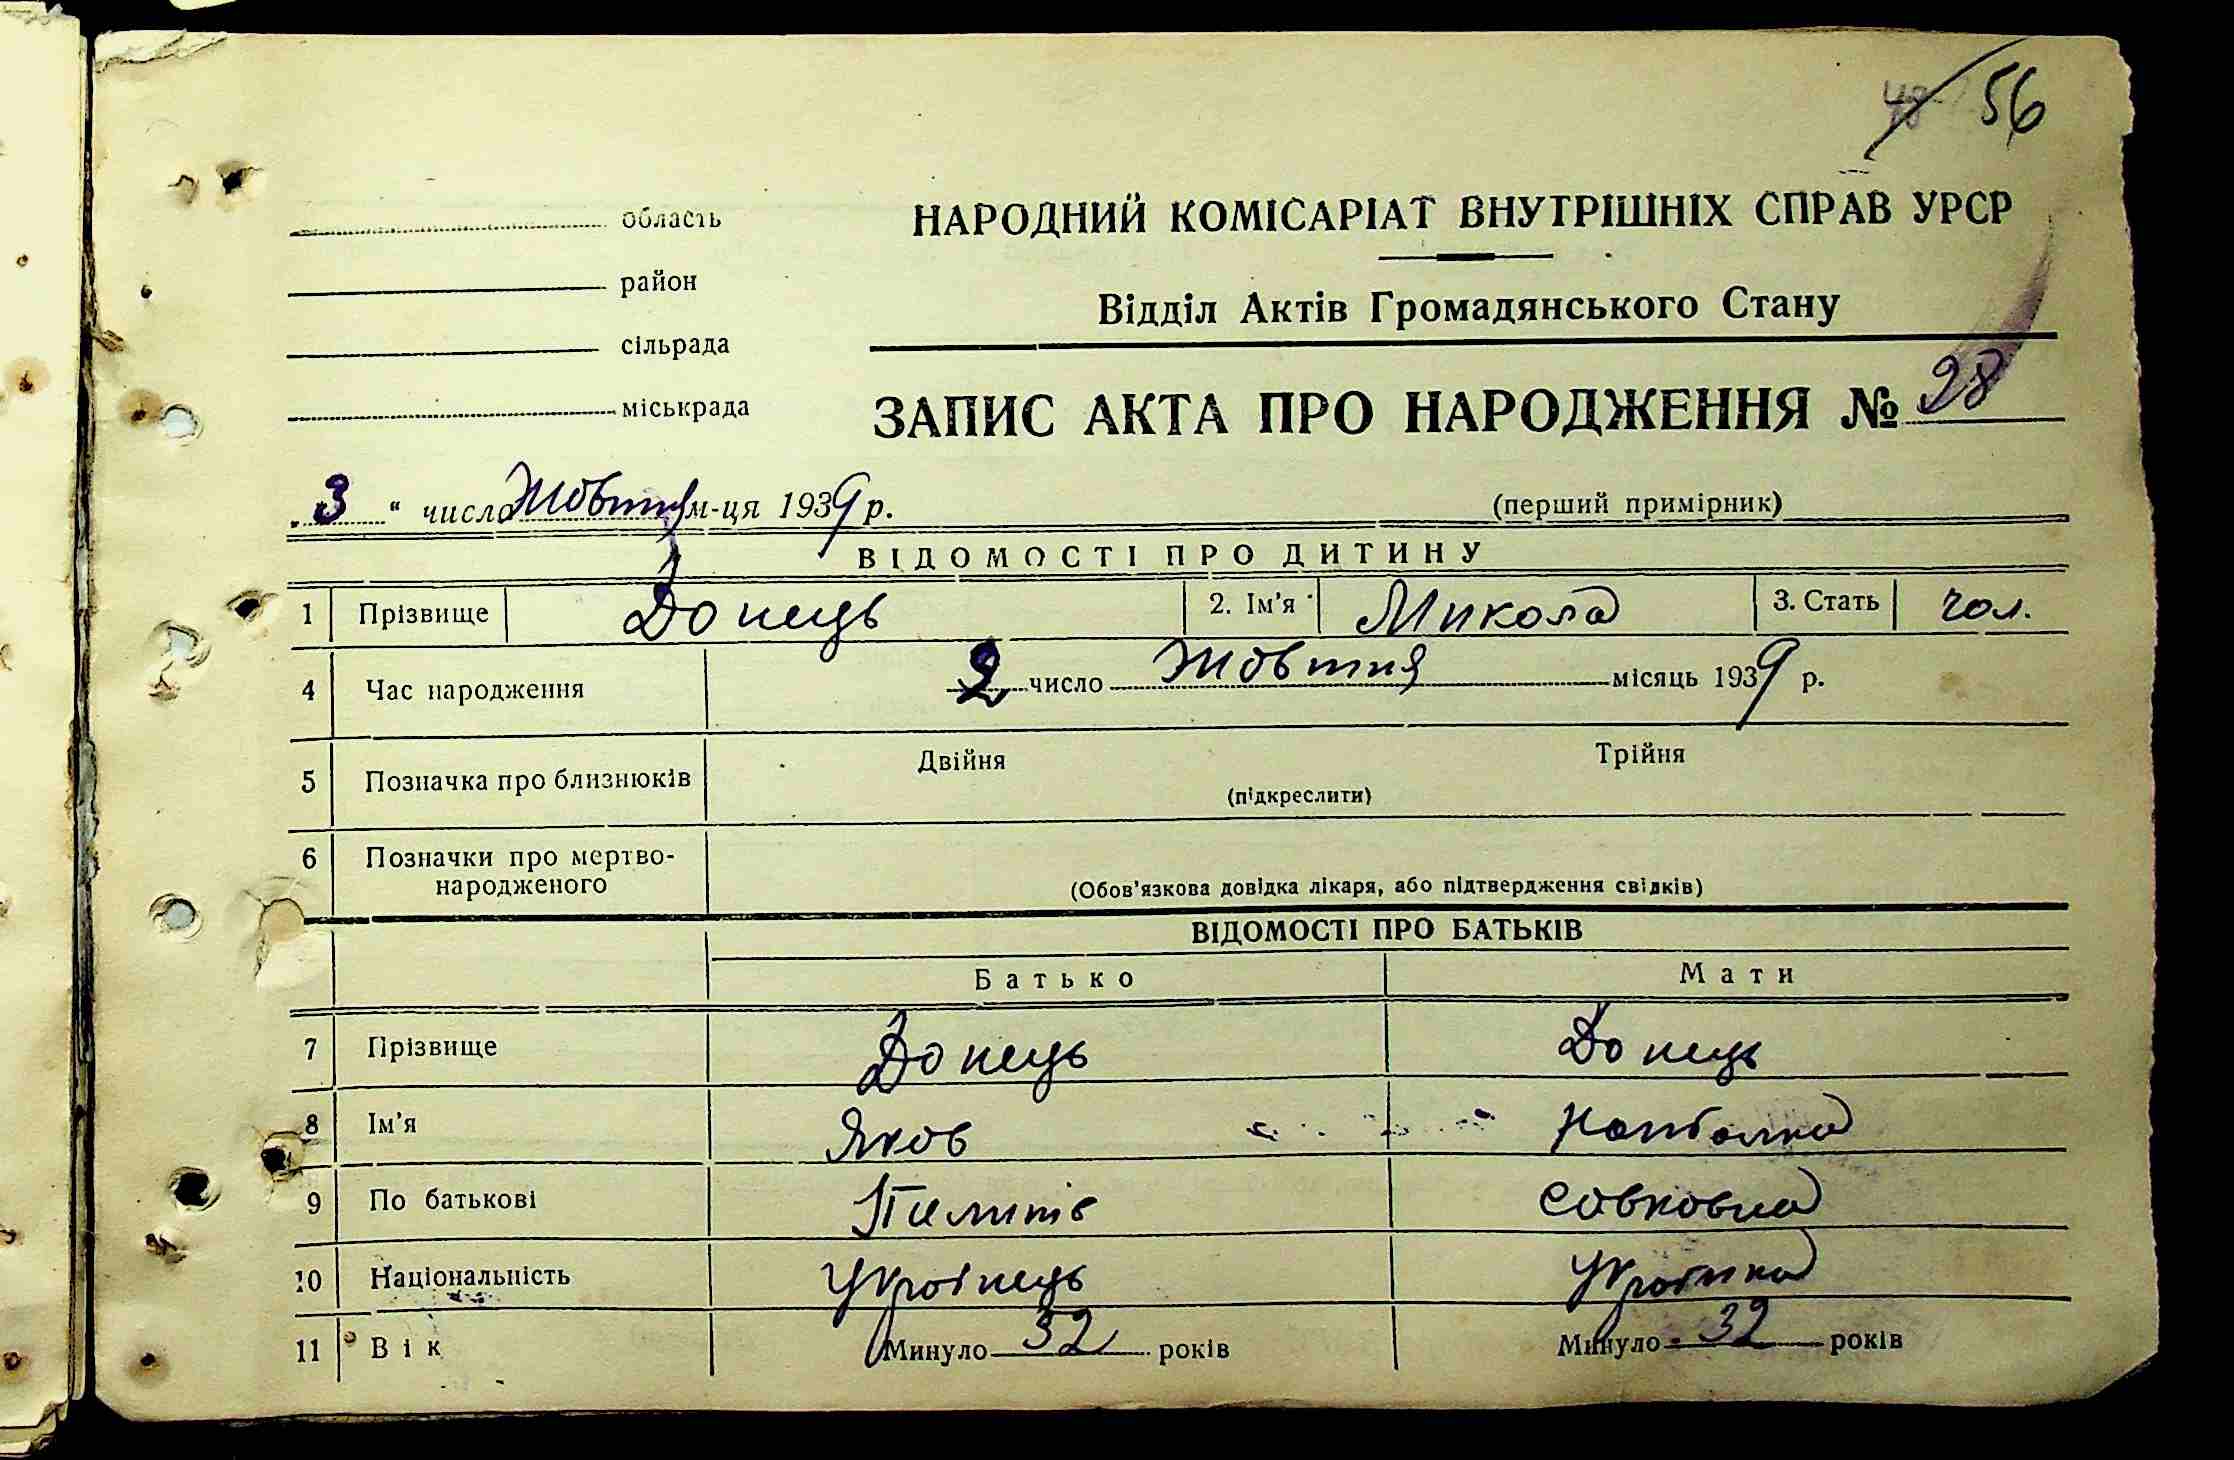 48 56
область
НАРОДНИЙ КОМІСАРІАТ ВНУТРІШНІХ СПРАВ УРСР
район
Відділ Актів Громадянського Стану
сільрада
міськрада
ЗАПИС АКТА ПРО НАРОДЖЕННЯ № 28
„ 3 “ число Жовтня м-ця 1939 р.
(перший примірник)
ВІДОМОСТІ ПРО ДИТИНУ
1 Прізвище Донець 2. Ім'я Микола 3. Стать чол.
4 Час народження 2 число Жовтня місяць 1939 р.
5 Позначка про близнюків Двійня Трійня
(підкреслити)
6 Позначки про мертво-
народженого
(Обов'язкова довідка лікаря, або підтвердження свідків)
ВІДОМОСТІ ПРО БАТЬКІВ
Батько Мати
7 Прізвище Донець Донець
8 Ім'я Яков
9 По батькові Савковна
10 Національність Українець Українка
11 Вік Минуло 32 років Минуло 32 років